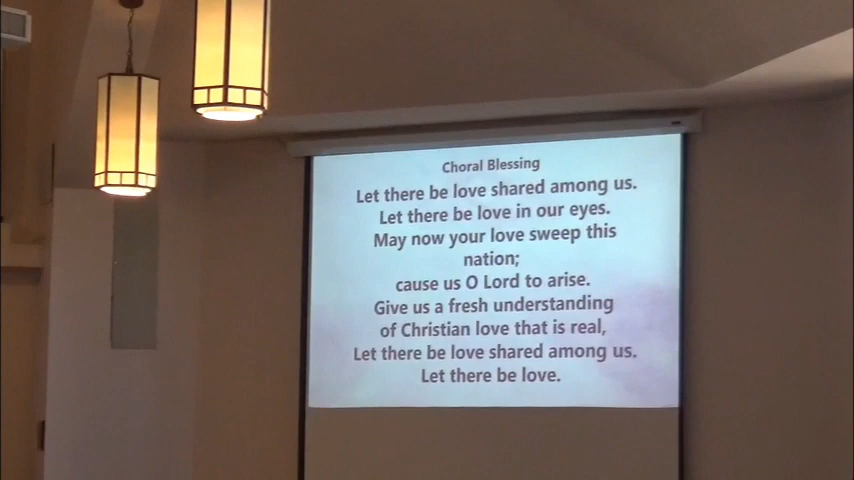 Choral Blessing
Let there be love shared among us.
Let there be love in our eyes.
May now your love sweep this
nation;
cause us O Lord to arise.
Give us a fresh understanding
of Christian love that is real,
Let there be love shared among us.
Let there be love.